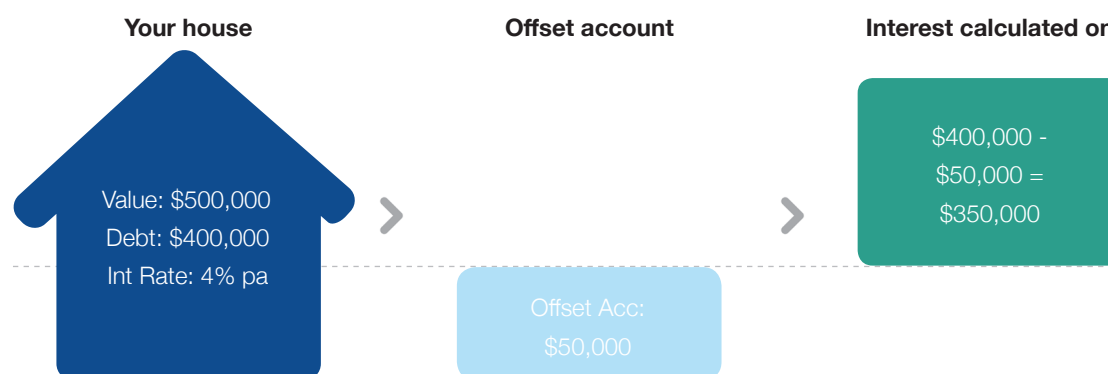 Your house
Offset account
Interest calculated on
Value: $500,000
Debt: $400,000
Int Rate: 4% pa
Offset Acc:
$50,000
$400,000 -
$50,000 =
$350,000